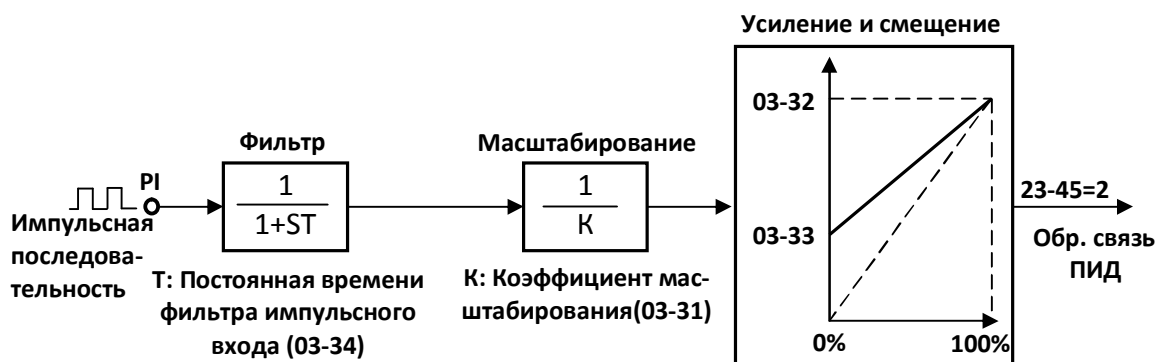 Усиление и смещение
03-32
03-33
0%
100%
Фильтр
1
1+ST
Масштабирование
1
К
PI
Импульсная
последова-
тельность
Т: Постоянная времени
фильтра импульсного
входа (03-34)
К: Коэффициент мас-
штабирования(03-31)
23-45=2
Обр. связь
ПИД